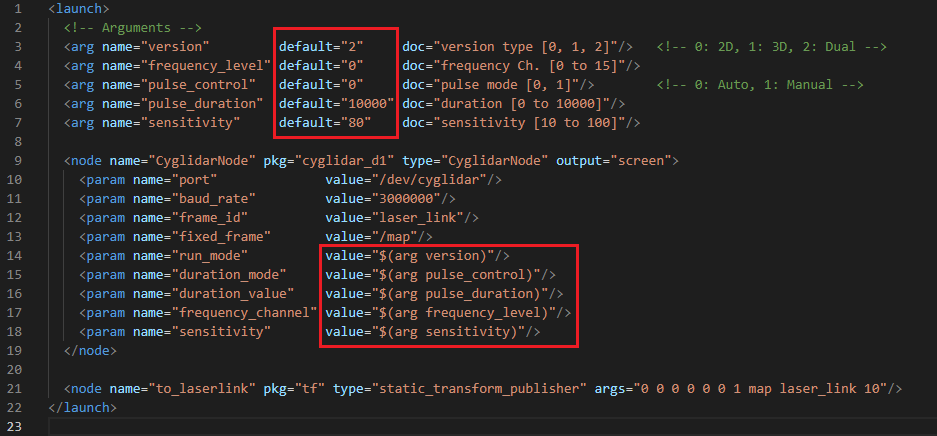 1 <launch>
2 <!-- Arguments -->
3 <arg name="version" default="2" doc="version type [0, 1, 2]"/> <!-- 0: 2D, 1: 3D, 2: Dual -->
4 <arg name="frequency_level" default="0" doc="frequency Ch. [0 to 15]"/>
5 <arg name="pulse_control" default="0" doc="pulse mode [0, 1]"/> <!-- 0: Auto, 1: Manual -->
6 <arg name="pulse_duration" default="10000" doc="duration [0 to 10000]"/>
7 <arg name="sensitivity" default="80" doc="sensitivity [10 to 100]"/>
8
9 <node name="CyglidarNode" pkg="cyglidar_d1" type="CyglidarNode" output="screen">
10 <param name="port" value="/dev/cyglidar"/>
11 <param name="baud_rate" value="3000000"/>
12 <param name="frame_id" value="laser_link"/>
13 <param name="fixed_frame" value="/map"/>
14 <param name="run_mode" value="$(arg version)"/>
15 <param name="duration_mode" value="$(arg pulse_control)"/>
16 <param name="duration_value" value="$(arg pulse_duration)"/>
17 <param name="frequency_channel" value="$(arg frequency_level)"/>
18 <param name="sensitivity" value="$(arg sensitivity)"/>
19 </node>
20
21 <node name="to_laserlink" pkg="tf" type="static_transform_publisher" args="0 0 0 0 0 0 1 map laser_link 10"/>
22 </launch>
23